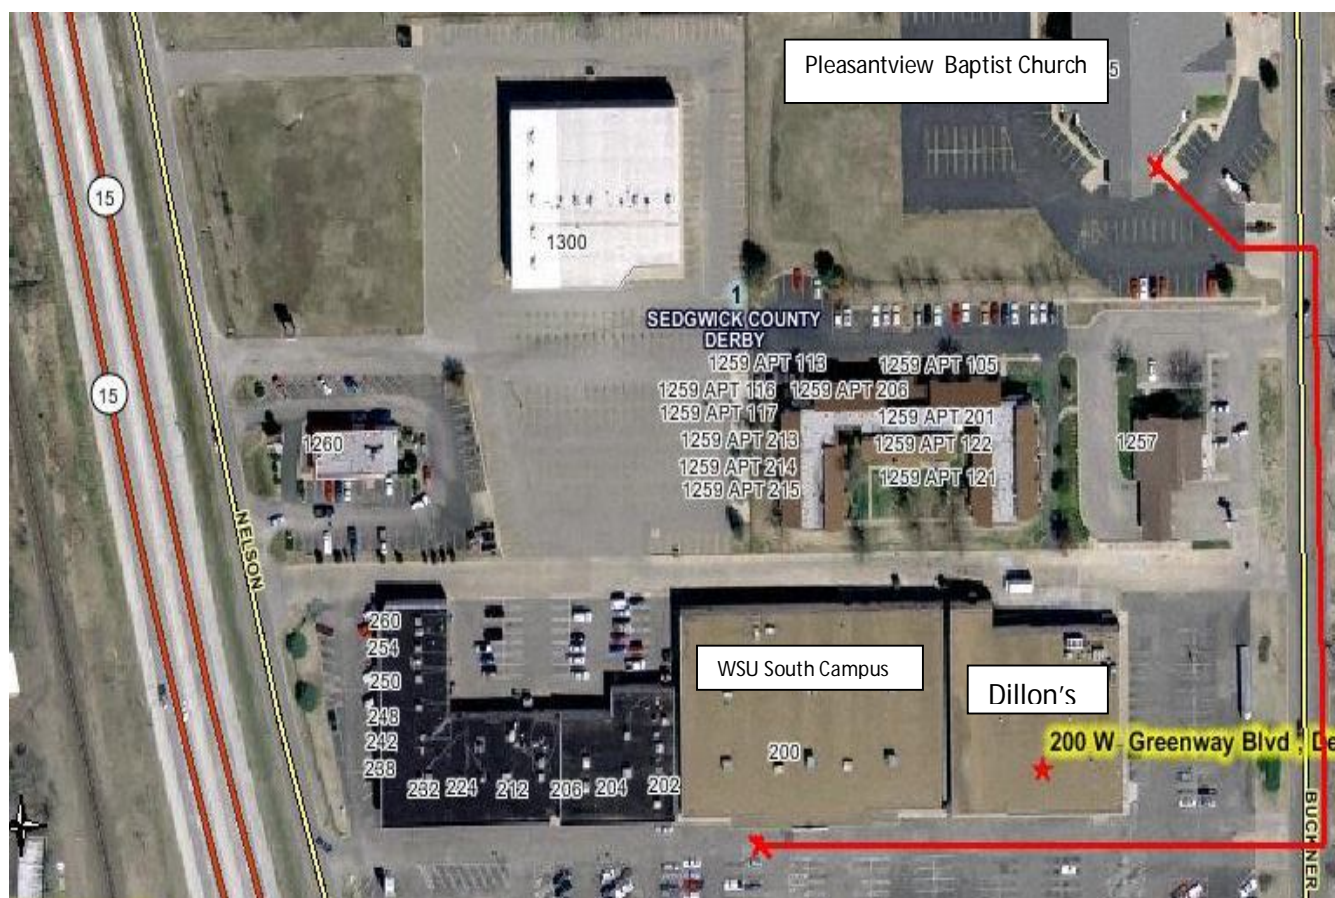 Pleasantview Baptist Church
5
15
1300
1
SEDGWICK COUNTY
DERBY
1259 APT 113
1259 APT 105
15
1259 APT 116
1259 APT 206
1259 APT 117
1259 APT 201
1260
1259 APT 213
1259 APT 122
1257
1259 APT 214
1259 APT 121
1259 APT 215
NELSON
260
254
WSU South Campus
250
Dillon's
248
242
200
200 W Greenway Blvd , De
238
232
224
212
206
204
202
BUCKNER